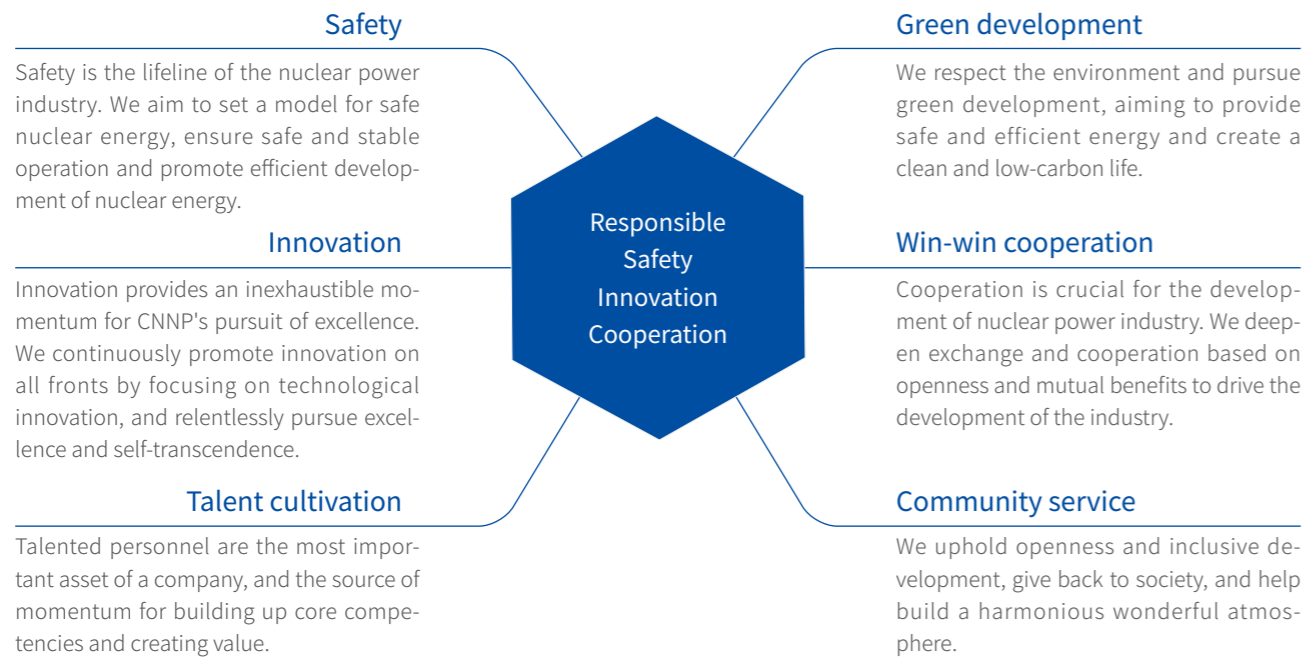 Safety
Safety is the lifeline of the nuclear power
industry. We aim to set a model for safe
nuclear energy, ensure safe and stable
operation and promote efficient develop-
ment of nuclear energy.
Innovation
Innovation provides an inexhaustible mo-
mentum for CNNP's pursuit of excellence.
We continuously promote innovation on
all fronts by focusing on technological
innovation, and relentlessly pursue excel-
lence and self-transcendence.
Talent cultivation
Talented personnel are the most impor-
tant asset of a company, and the source of
momentum for building up core compe-
tencies and creating value.
Responsible
Safety
Innovation
Cooperation
Green development
We respect the environment and pursue
green development, aiming to provide
safe and efficient energy and create a
clean and low-carbon life.
Win-win cooperation
Cooperation is crucial for the develop-
ment of nuclear power industry. We deep-
en exchange and cooperation based on
openness and mutual benefits to drive the
development of the industry.
Community service
We uphold openness and inclusive de-
velopment, give back to society, and help
build a harmonious wonderful atmos-
phere.